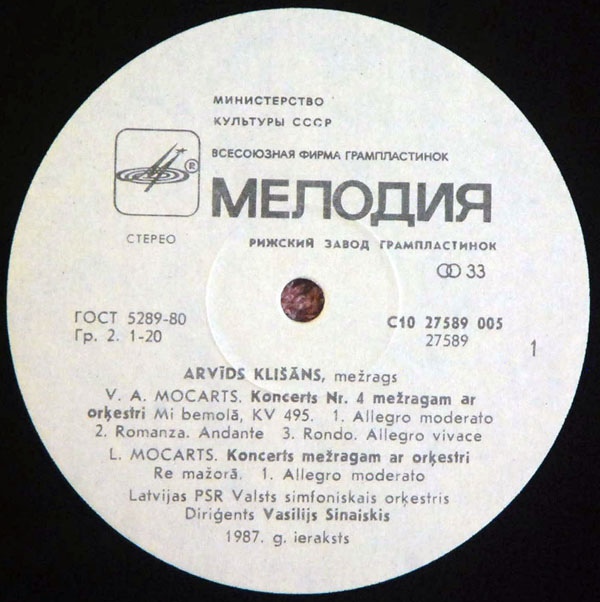 МИНИСТЕРСТВО
КУЛЬТУРЫ СССР
ВСЕСОЮЗНАЯ ФИРМА ГРАМПЛАСТИНОК
®
МЕЛОДИЯ
СТЕРЕО
РИЖСКИЙ ЗАВОД ГРАМПЛАСТИНОК
33
ГОСТ 5289-80
Гр. 2. 1-20
С10 27589 005
27589
1
ARVĪDS KLIŠĀNS, mežrags
V. A. MOCARTS. Koncerts Nr. 4 mežragam ar
orķestri Mi bemolā, KV 495. 1. Allegro moderato
2. Romanza. Andante 3. Rondo. Allegro vivace
L. MOCARTS. Koncerts mežragam ar orķestri
Re mažorā. 1. Allegro moderato
Latvijas PSR Valsts simfoniskais orķestris
Diriģents Vasilijs Sinaiskis
1987. g. ieraksts